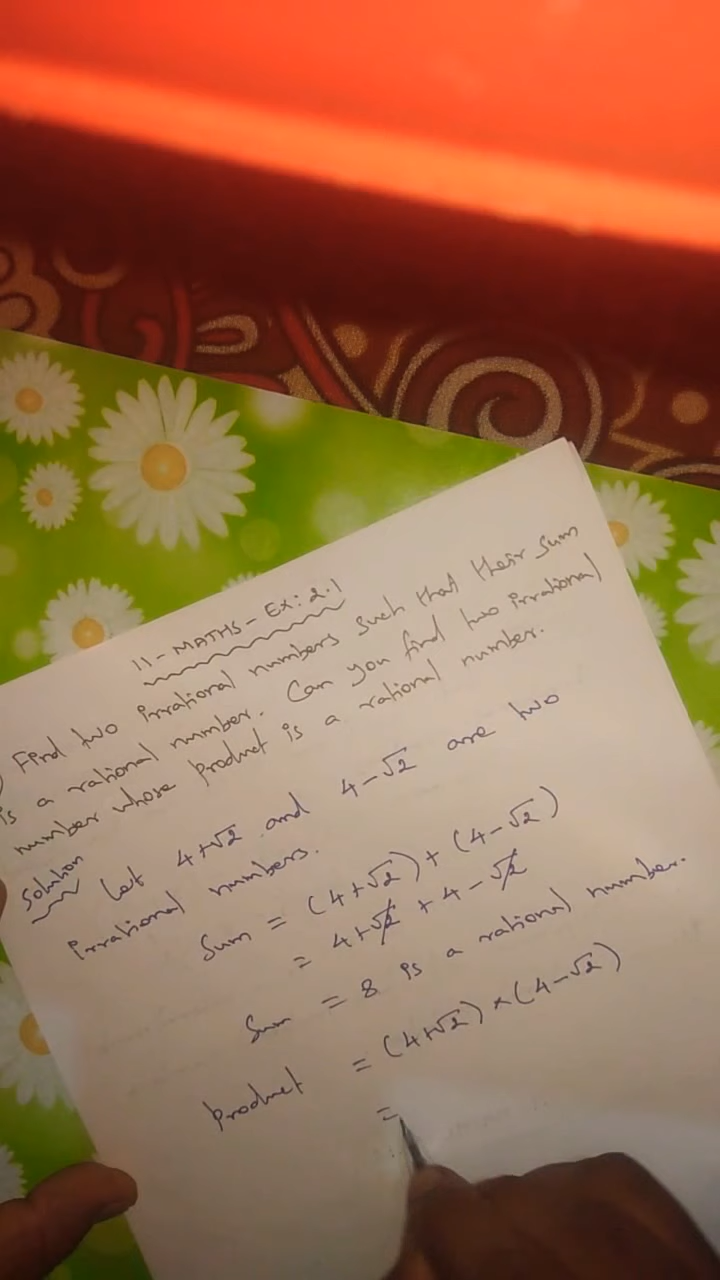 11-MATHS-Ex:2.1
) Find two irrational numbers such that their sum
is a rational number. Can you find two irrational
number whose product is a rational number.
Solution
Let 4+√2 and 4-√2 are two
irrational numbers.
Sum = (4+√2)+(4-√2)
= 4+√2+4-√2
Sum = 8 is a rational number.
Product = (4+√2)×(4-√2)
=